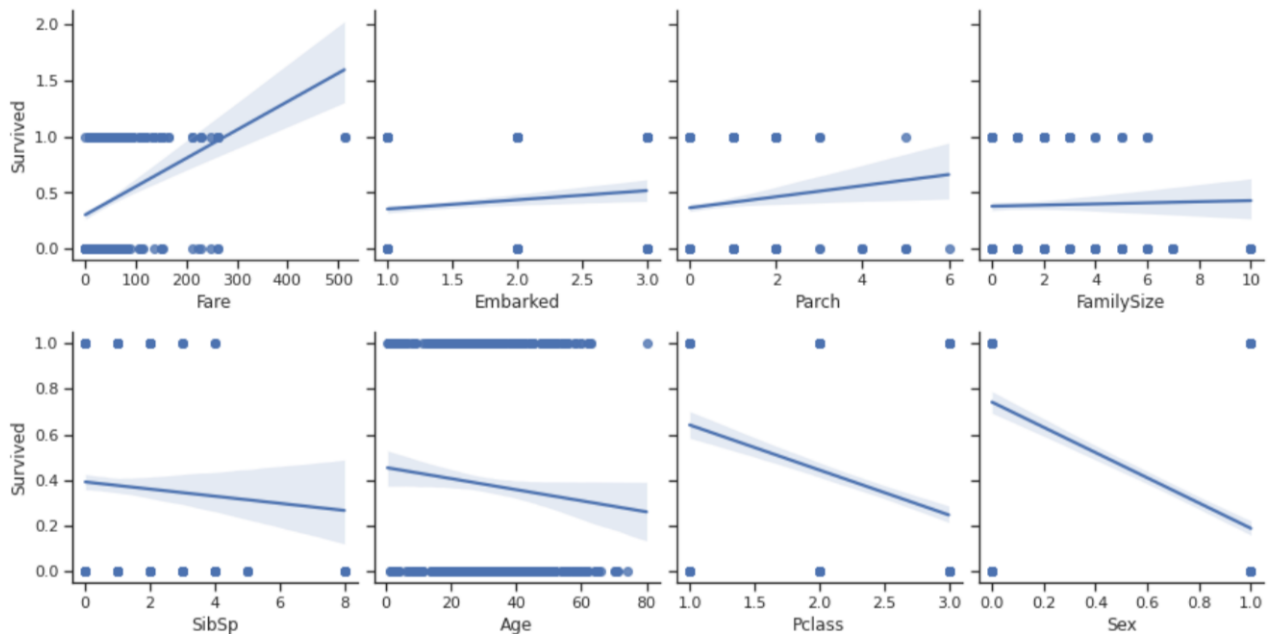 2.0
1.5
1.0
0.5
0.0
Survived
0 100 200 300 400 500
Fare
1.0 1.5 2.0 2.5 3.0
Embarked
0 2 4 6
Parch
0 2 4 6 8 10
FamilySize
1.0
0.8
0.6
0.4
0.2
0.0
Survived
0 2 4 6 8
SibSp
0 20 40 60 80
Age
1.0 1.5 2.0 2.5 3.0
Pclass
0.0 0.2 0.4 0.6 0.8 1.0
Sex